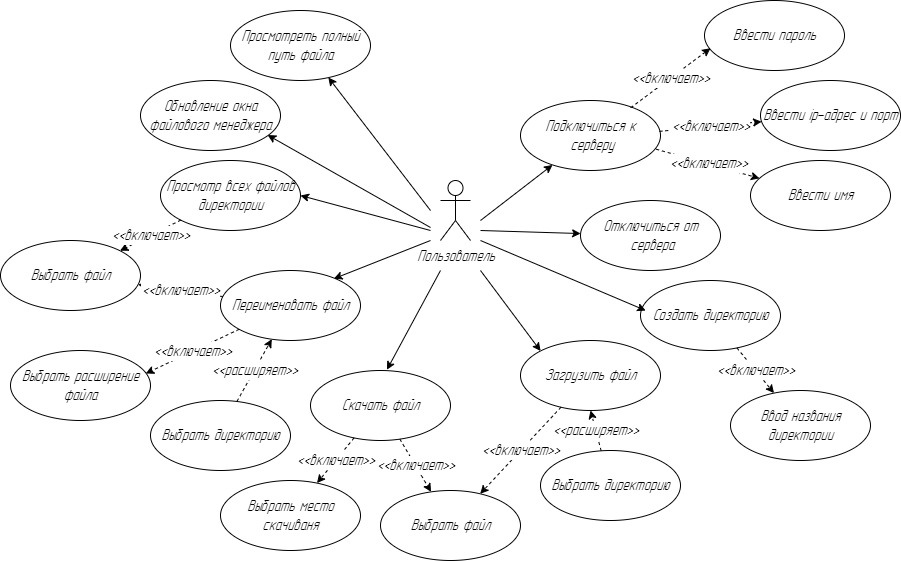 Просмотреть полный
путь файла
Ввести пароль
<<включает>>
Обновление окна
файлового менеджера
Подключиться к
серверу
<<включает>>
Ввести ip-адрес и порт
<<включает>>
Просмотр всех файлов
директории
Ввести имя
<<включает>>
Отключиться от
сервера
Пользователь
Выбрать файл
<<включает>>
Переименовать файл
Создать директорию
<<включает>>
Выбрать расширение
файла
<<расширяет>>
Загрузить файл
<<включает>>
Скачать файл
Ввод названия
директории
Выбрать директорию
<<расширяет>>
<<включает>>
<<включает>>
<<включает>>
Выбрать директорию
Выбрать место
скачиваня
Выбрать файл